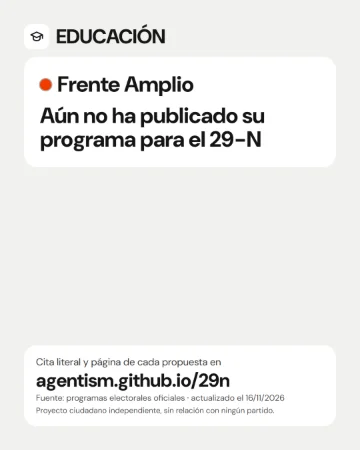 EDUCACIÓN
Frente Amplio
Aún no ha publicado su
programa para el 29-N
Cita literal y página de cada propuesta en
agentism.github.io/29n
Fuente: programas electorales oficiales · actualizado el 16/11/2026
Proyecto ciudadano independiente, sin relación con ningún partido.